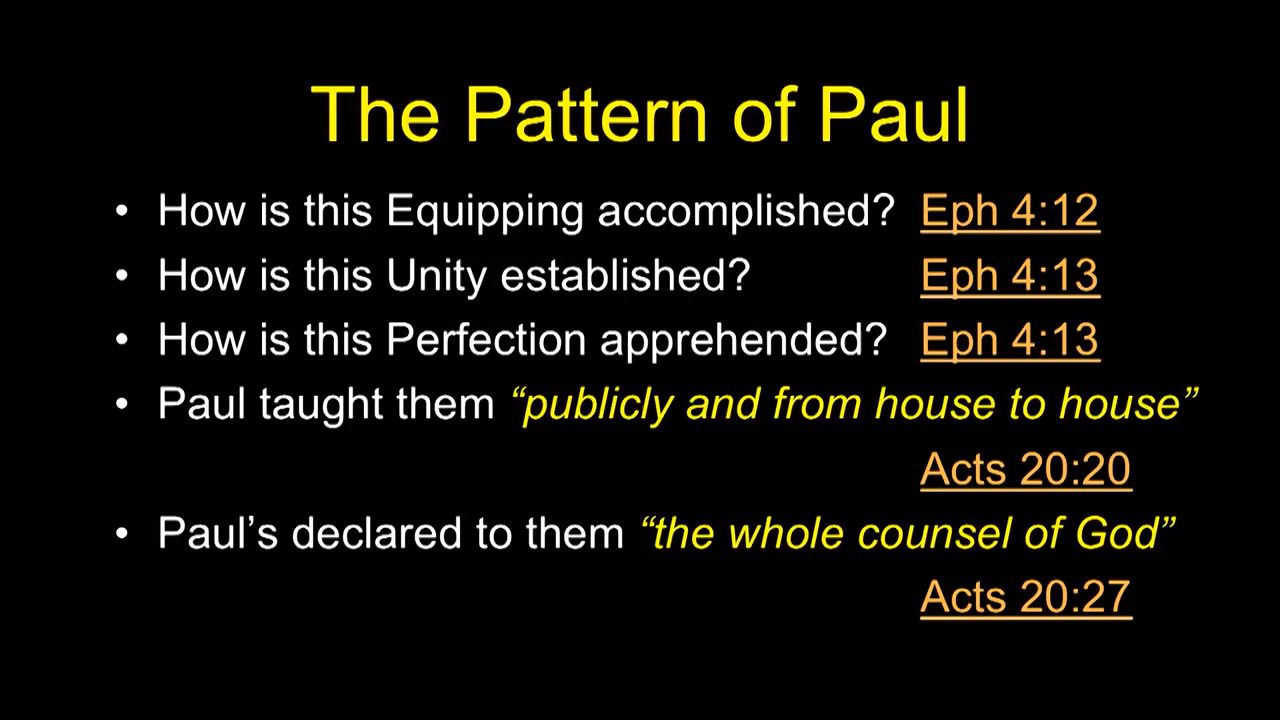 The Pattern of Paul
• How is this Equipping accomplished? Eph 4:12
• How is this Unity established? Eph 4:13
• How is this Perfection apprehended? Eph 4:13
• Paul taught them “publicly and from house to house”
Acts 20:20
• Paul’s declared to them “the whole counsel of God”
Acts 20:27